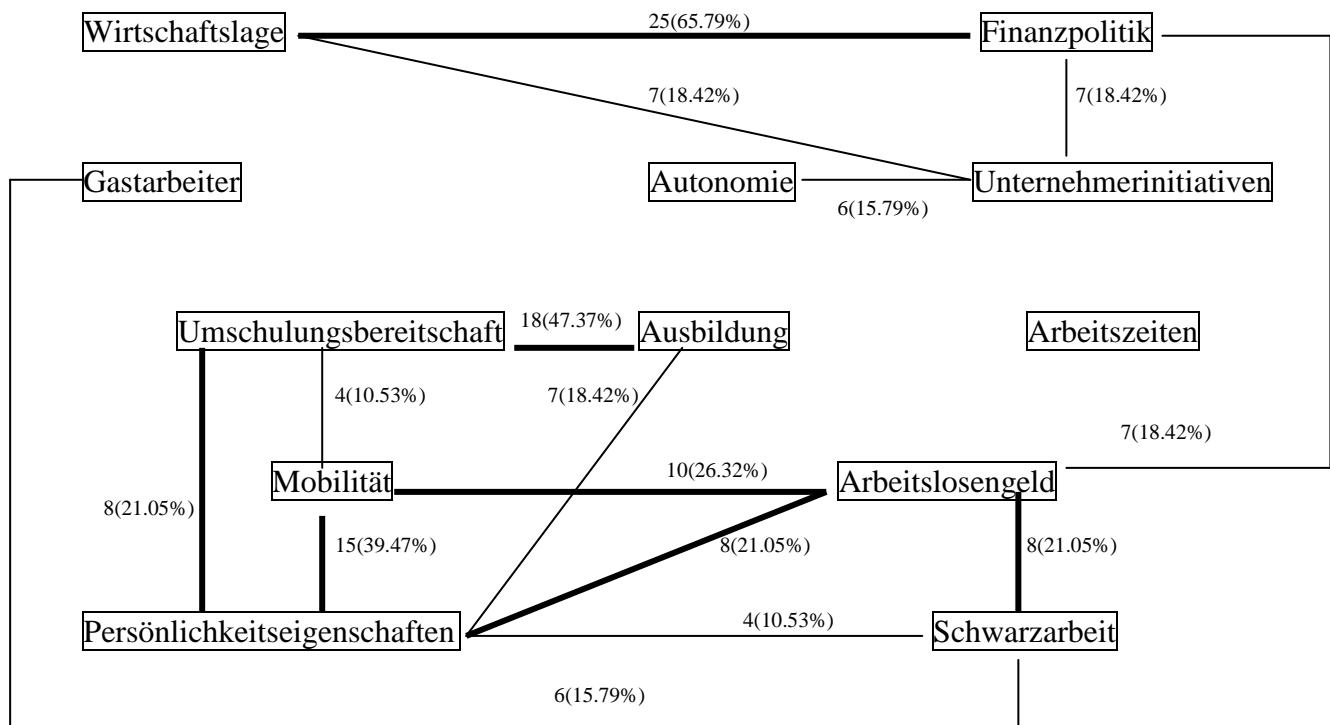 25(65.79%)
Wirtschaftslage
Finanzpolitik
7(18.42%)
7(18.42%)
Gastarbeiter
Autonomie
Unternehmerinitiativen
6(15.79%)
18(47.37%)
Umschulungsbereitschaft
Ausbildung
Arbeitszeiten
4(10.53%)
7(18.42%)
7(18.42%)
Mobilität
10(26.32%)
Arbeitslosengeld
8(21.05%)
15(39.47%)
8(21.05%)
8(21.05%)
Persönlichkeitseigenschaften
4(10.53%)
Schwarzarbeit
6(15.79%)